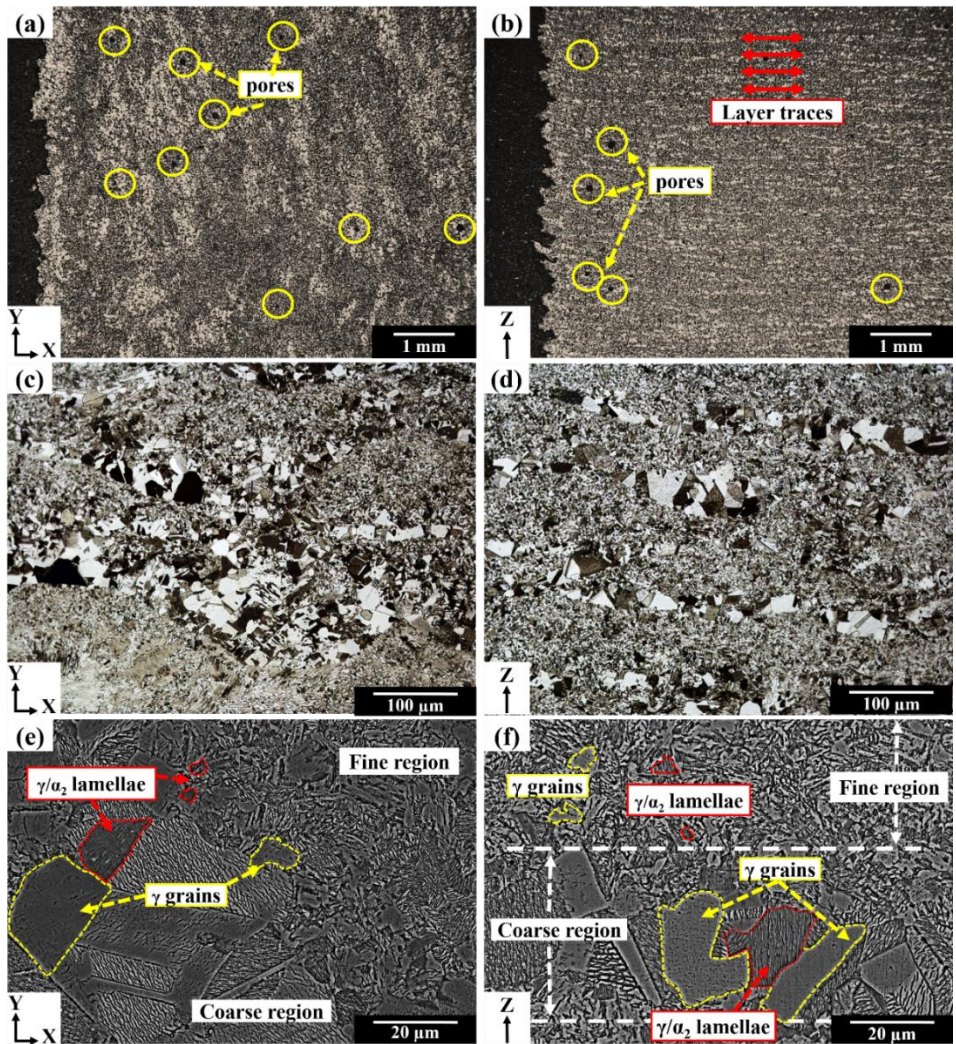 (a)
pores
Y
X
1 mm
(b)
Layer traces
pores
Z
1 mm
(c)
Y
X
100 μm
(d)
Z
100 μm
(e)
Fine region
γ/α₂ lamellae
γ grains
Coarse region
Y
X
20 μm
(f)
γ grains
γ/α₂ lamellae
Fine region
γ grains
Coarse region
γ/α₂ lamellae
Z
20 μm